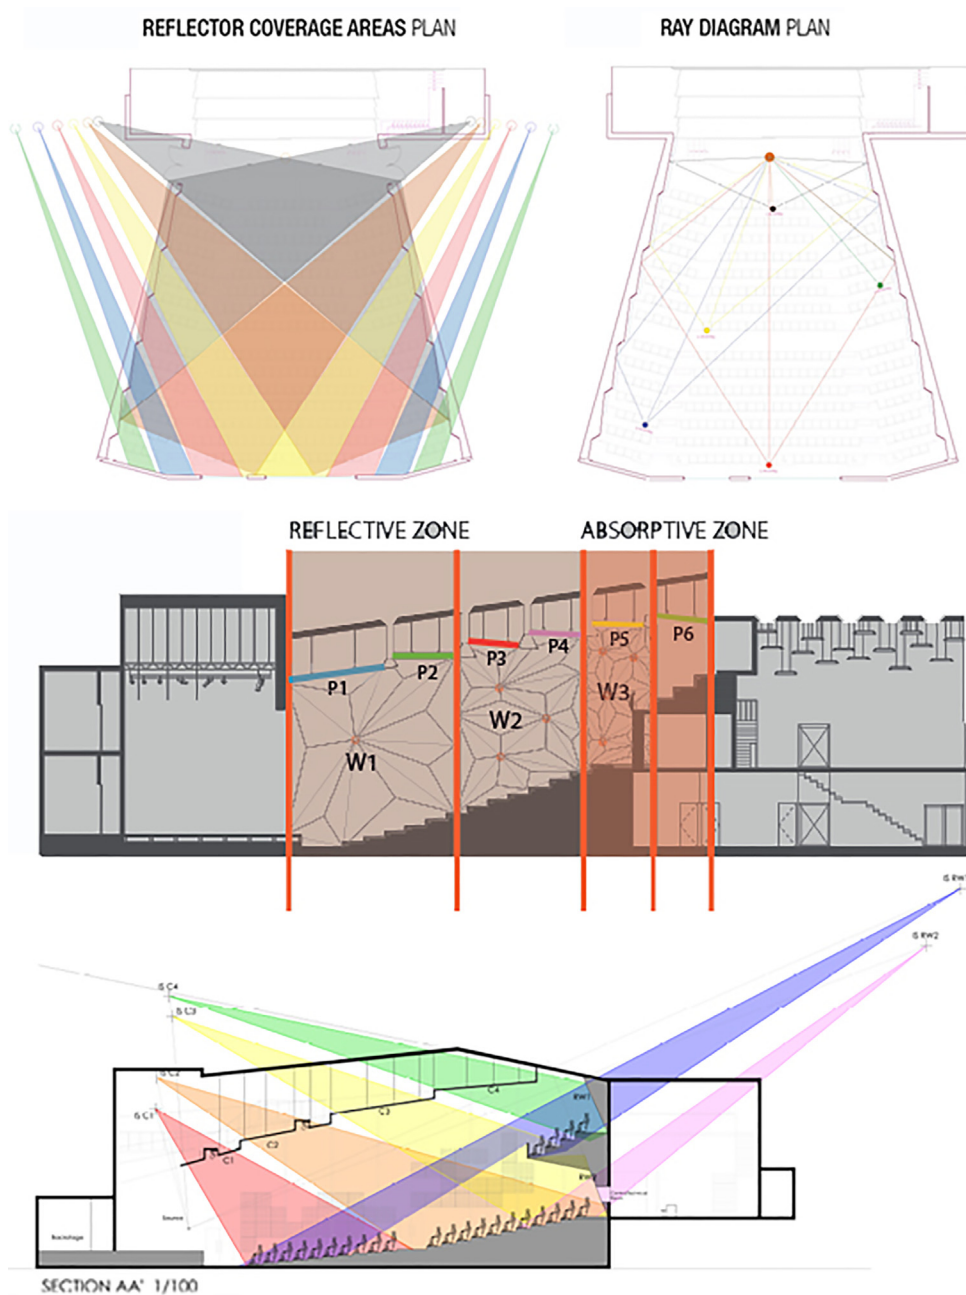 REFLECTOR COVERAGE AREAS PLAN
RAY DIAGRAM PLAN
REFLECTIVE ZONE
ABSORPTIVE ZONE
P1
P2
P3
P4
P5
P6
W1
W2
W3
IS RW1
IS RW2
IS C4
IS C3
IS C2
IS C1
C4
C3
C2
C1
RW1
RW2
Source
Backstage
SECTION AA' 1/100